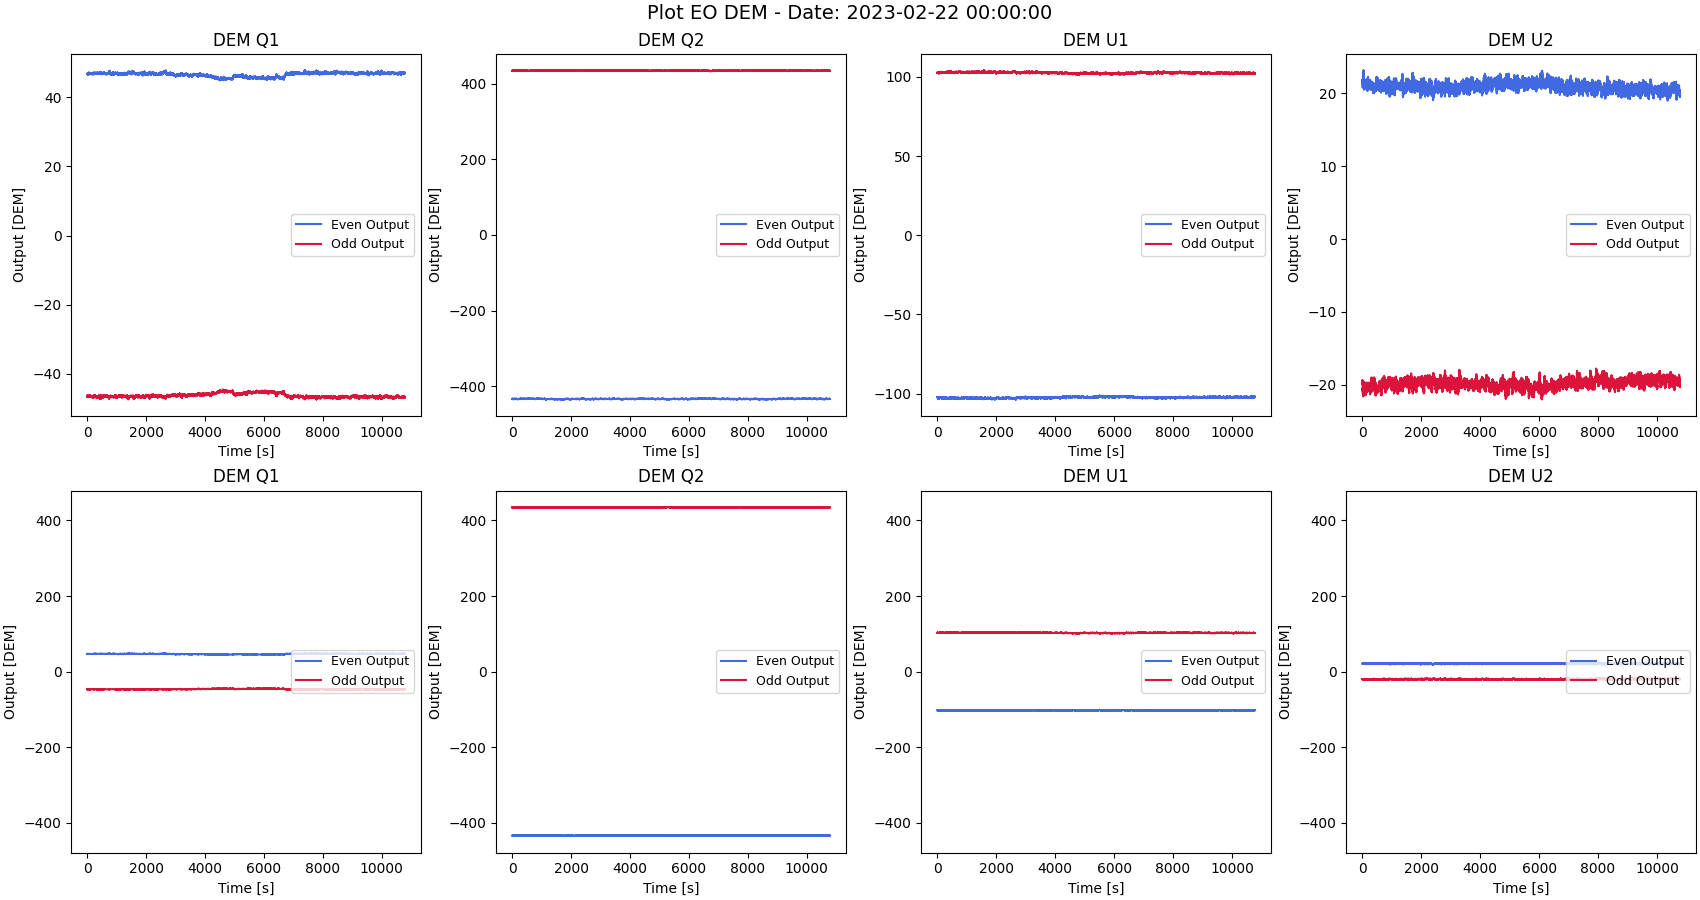 Plot EO DEM - Date: 2023-02-22 00:00:00
DEM Q1
Output [DEM]
40
20
0
−20
−40
Even Output
Odd Output
0 2000 4000 6000 8000 10000
Time [s]
DEM Q2
Output [DEM]
400
200
0
−200
−400
Even Output
Odd Output
0 2000 4000 6000 8000 10000
Time [s]
DEM U1
Output [DEM]
100
50
0
−50
−100
Even Output
Odd Output
0 2000 4000 6000 8000 10000
Time [s]
DEM U2
Output [DEM]
20
10
0
−10
−20
Even Output
Odd Output
0 2000 4000 6000 8000 10000
Time [s]
DEM Q1
Output [DEM]
400
200
0
−200
−400
Even Output
Odd Output
0 2000 4000 6000 8000 10000
Time [s]
DEM Q2
Output [DEM]
400
200
0
−200
−400
Even Output
Odd Output
0 2000 4000 6000 8000 10000
Time [s]
DEM U1
Output [DEM]
400
200
0
−200
−400
Even Output
Odd Output
0 2000 4000 6000 8000 10000
Time [s]
DEM U2
Output [DEM]
400
200
0
−200
−400
Even Output
Odd Output
0 2000 4000 6000 8000 10000
Time [s]